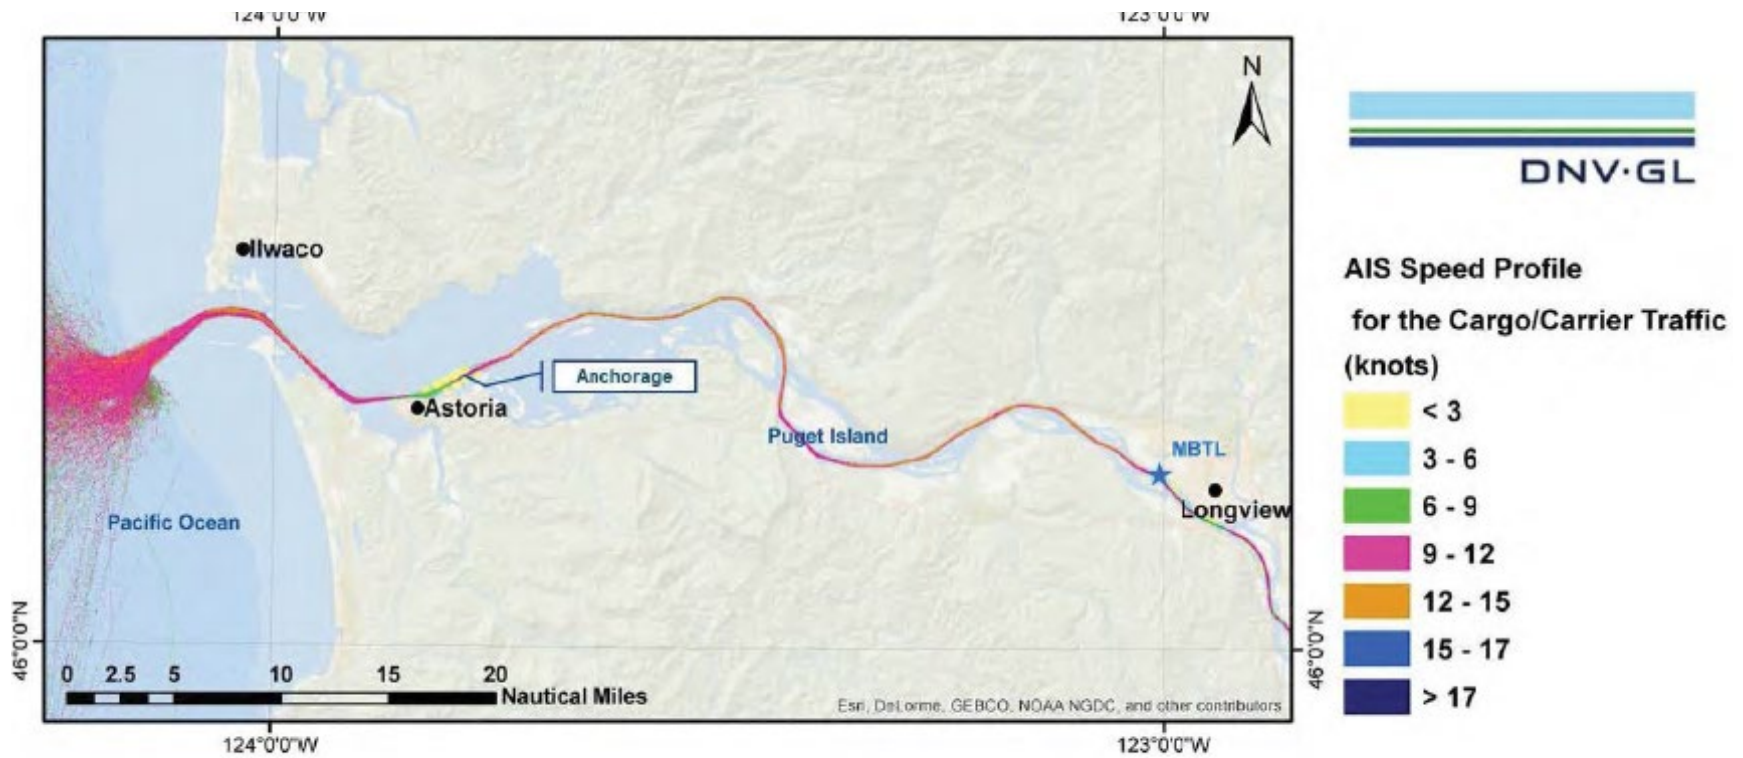 124°0'0"W 123°0'0"W
N
DNV·GL
Ilwaco
AIS Speed Profile
for the Cargo/Carrier Traffic
(knots)
Anchorage
Astoria
< 3
Puget Island
MBTL
3 - 6
Longview
6 - 9
Pacific Ocean
9 - 12
12 - 15
46°0'0"N 46°0'0"N
15 - 17
0 2.5 5 10 15 20
Nautical Miles
> 17
Esri, DeLorme, GEBCO, NOAA NGDC, and other contributors
124°0'0"W 123°0'0"W